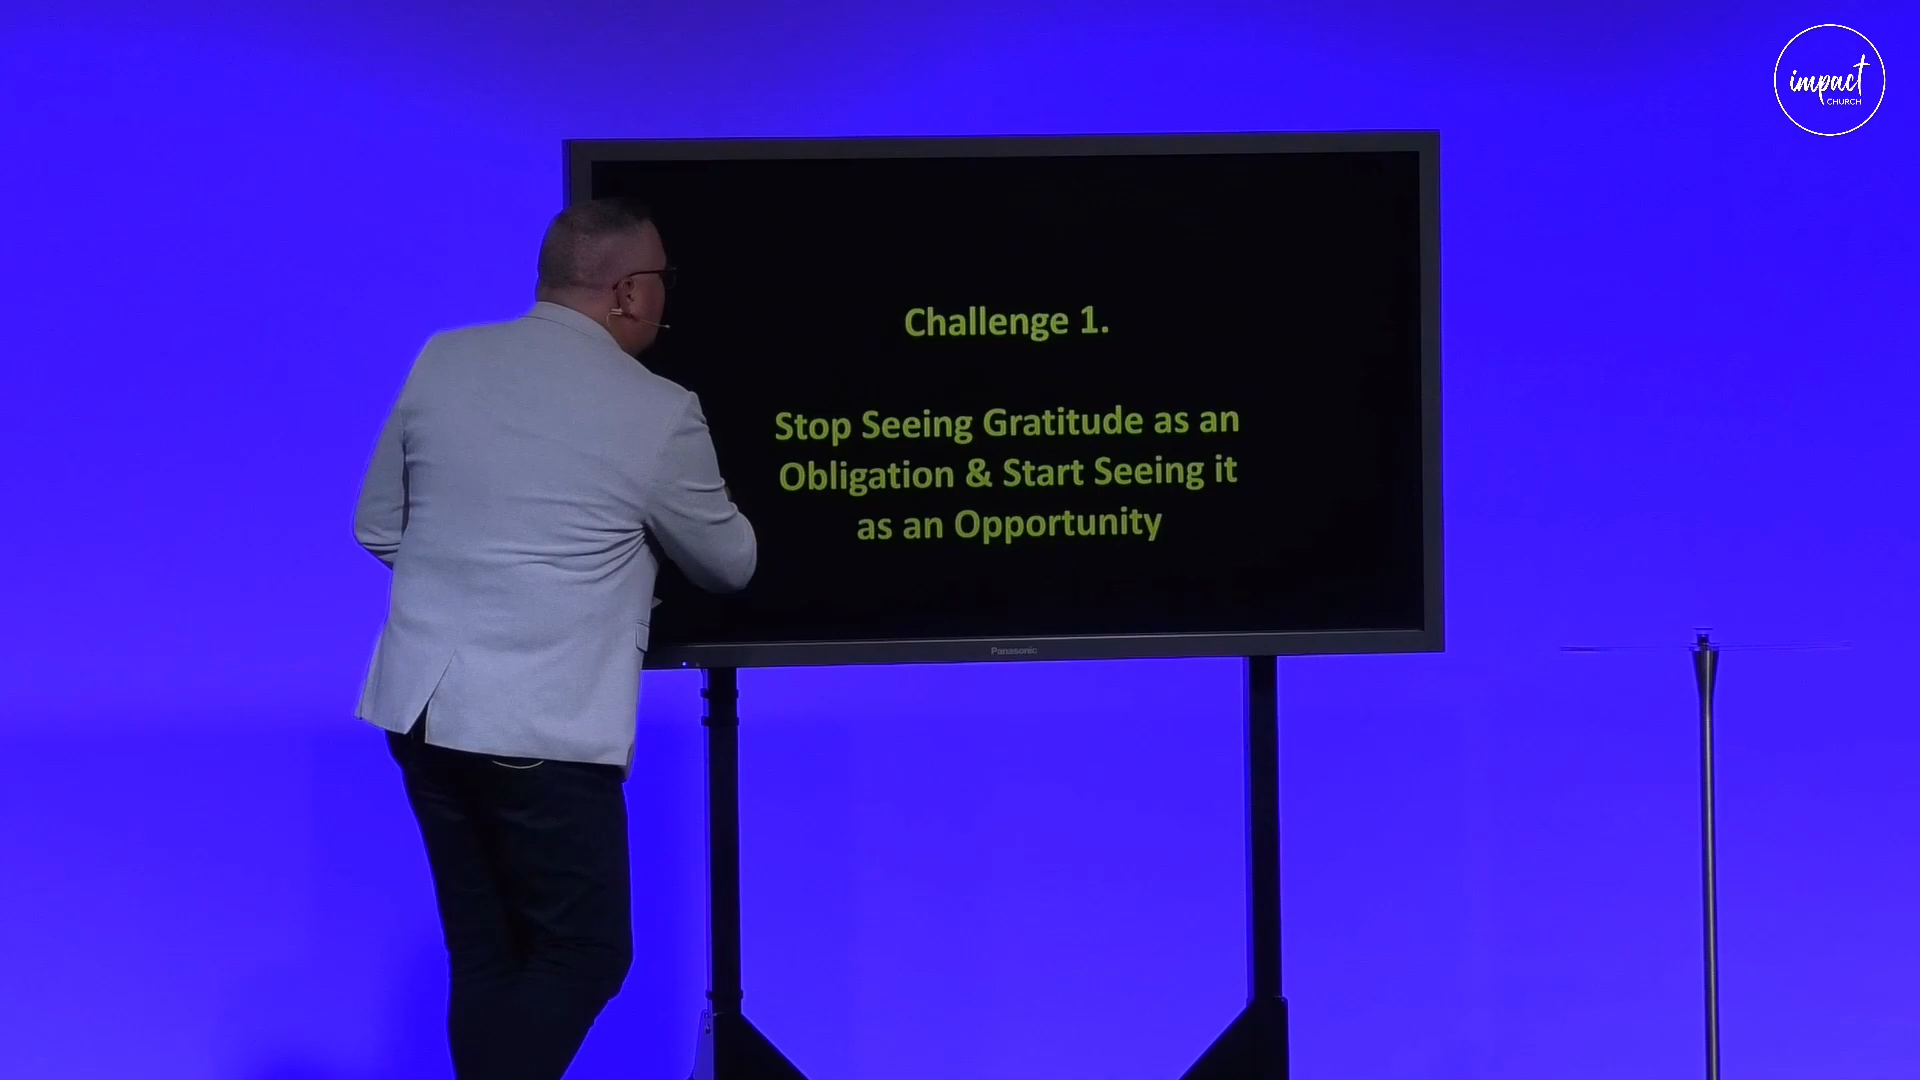 impact
CHURCH
Challenge 1.
Stop Seeing Gratitude as an
Obligation & Start Seeing it
as an Opportunity
Panasonic